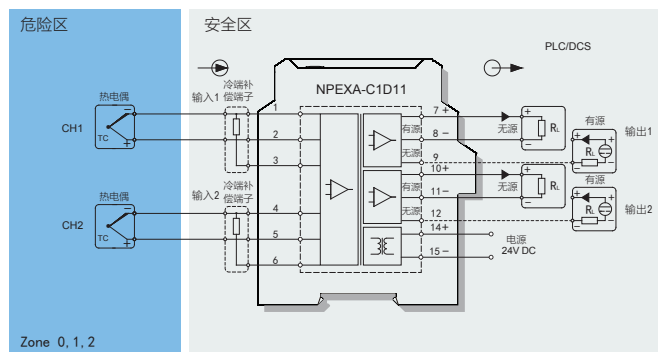 危险区
安全区
PLC/DCS
NPEXA-C1D11
热电偶
TC
CH1
输入1
冷端补
偿端子
1
2
3
7+
有源
8−
无源
9
无源
RL
有源
RL
输出1
热电偶
TC
CH2
输入2
冷端补
偿端子
4
5
6
10+
有源
11−
无源
12
无源
RL
有源
RL
输出2
14+
15−
电源
24V DC
Zone 0,1,2